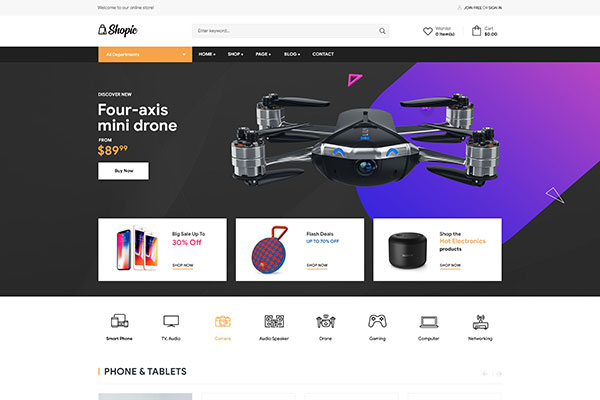 Welcome to our online store!
JOIN FREE OR SIGN IN
Shopic
Enter keyword...
Wishlist
0 Item(s)
Cart
$0.00
All Departments
HOME +
SHOP +
PAGE +
BLOG +
CONTACT
DISCOVER NEW
Four-axis
mini drone
FROM
$89⁹⁹
Buy Now
Big Sale Up To
30% Off
SHOP NOW
Flash Deals
UP TO 70% OFF
SHOP NOW
Shop the
Hot Electronics
products
SHOP NOW
Smart Phone
TV, Audio
Camera
Audio Speaker
Drone
Gaming
Computer
Networking
PHONE & TABLETS